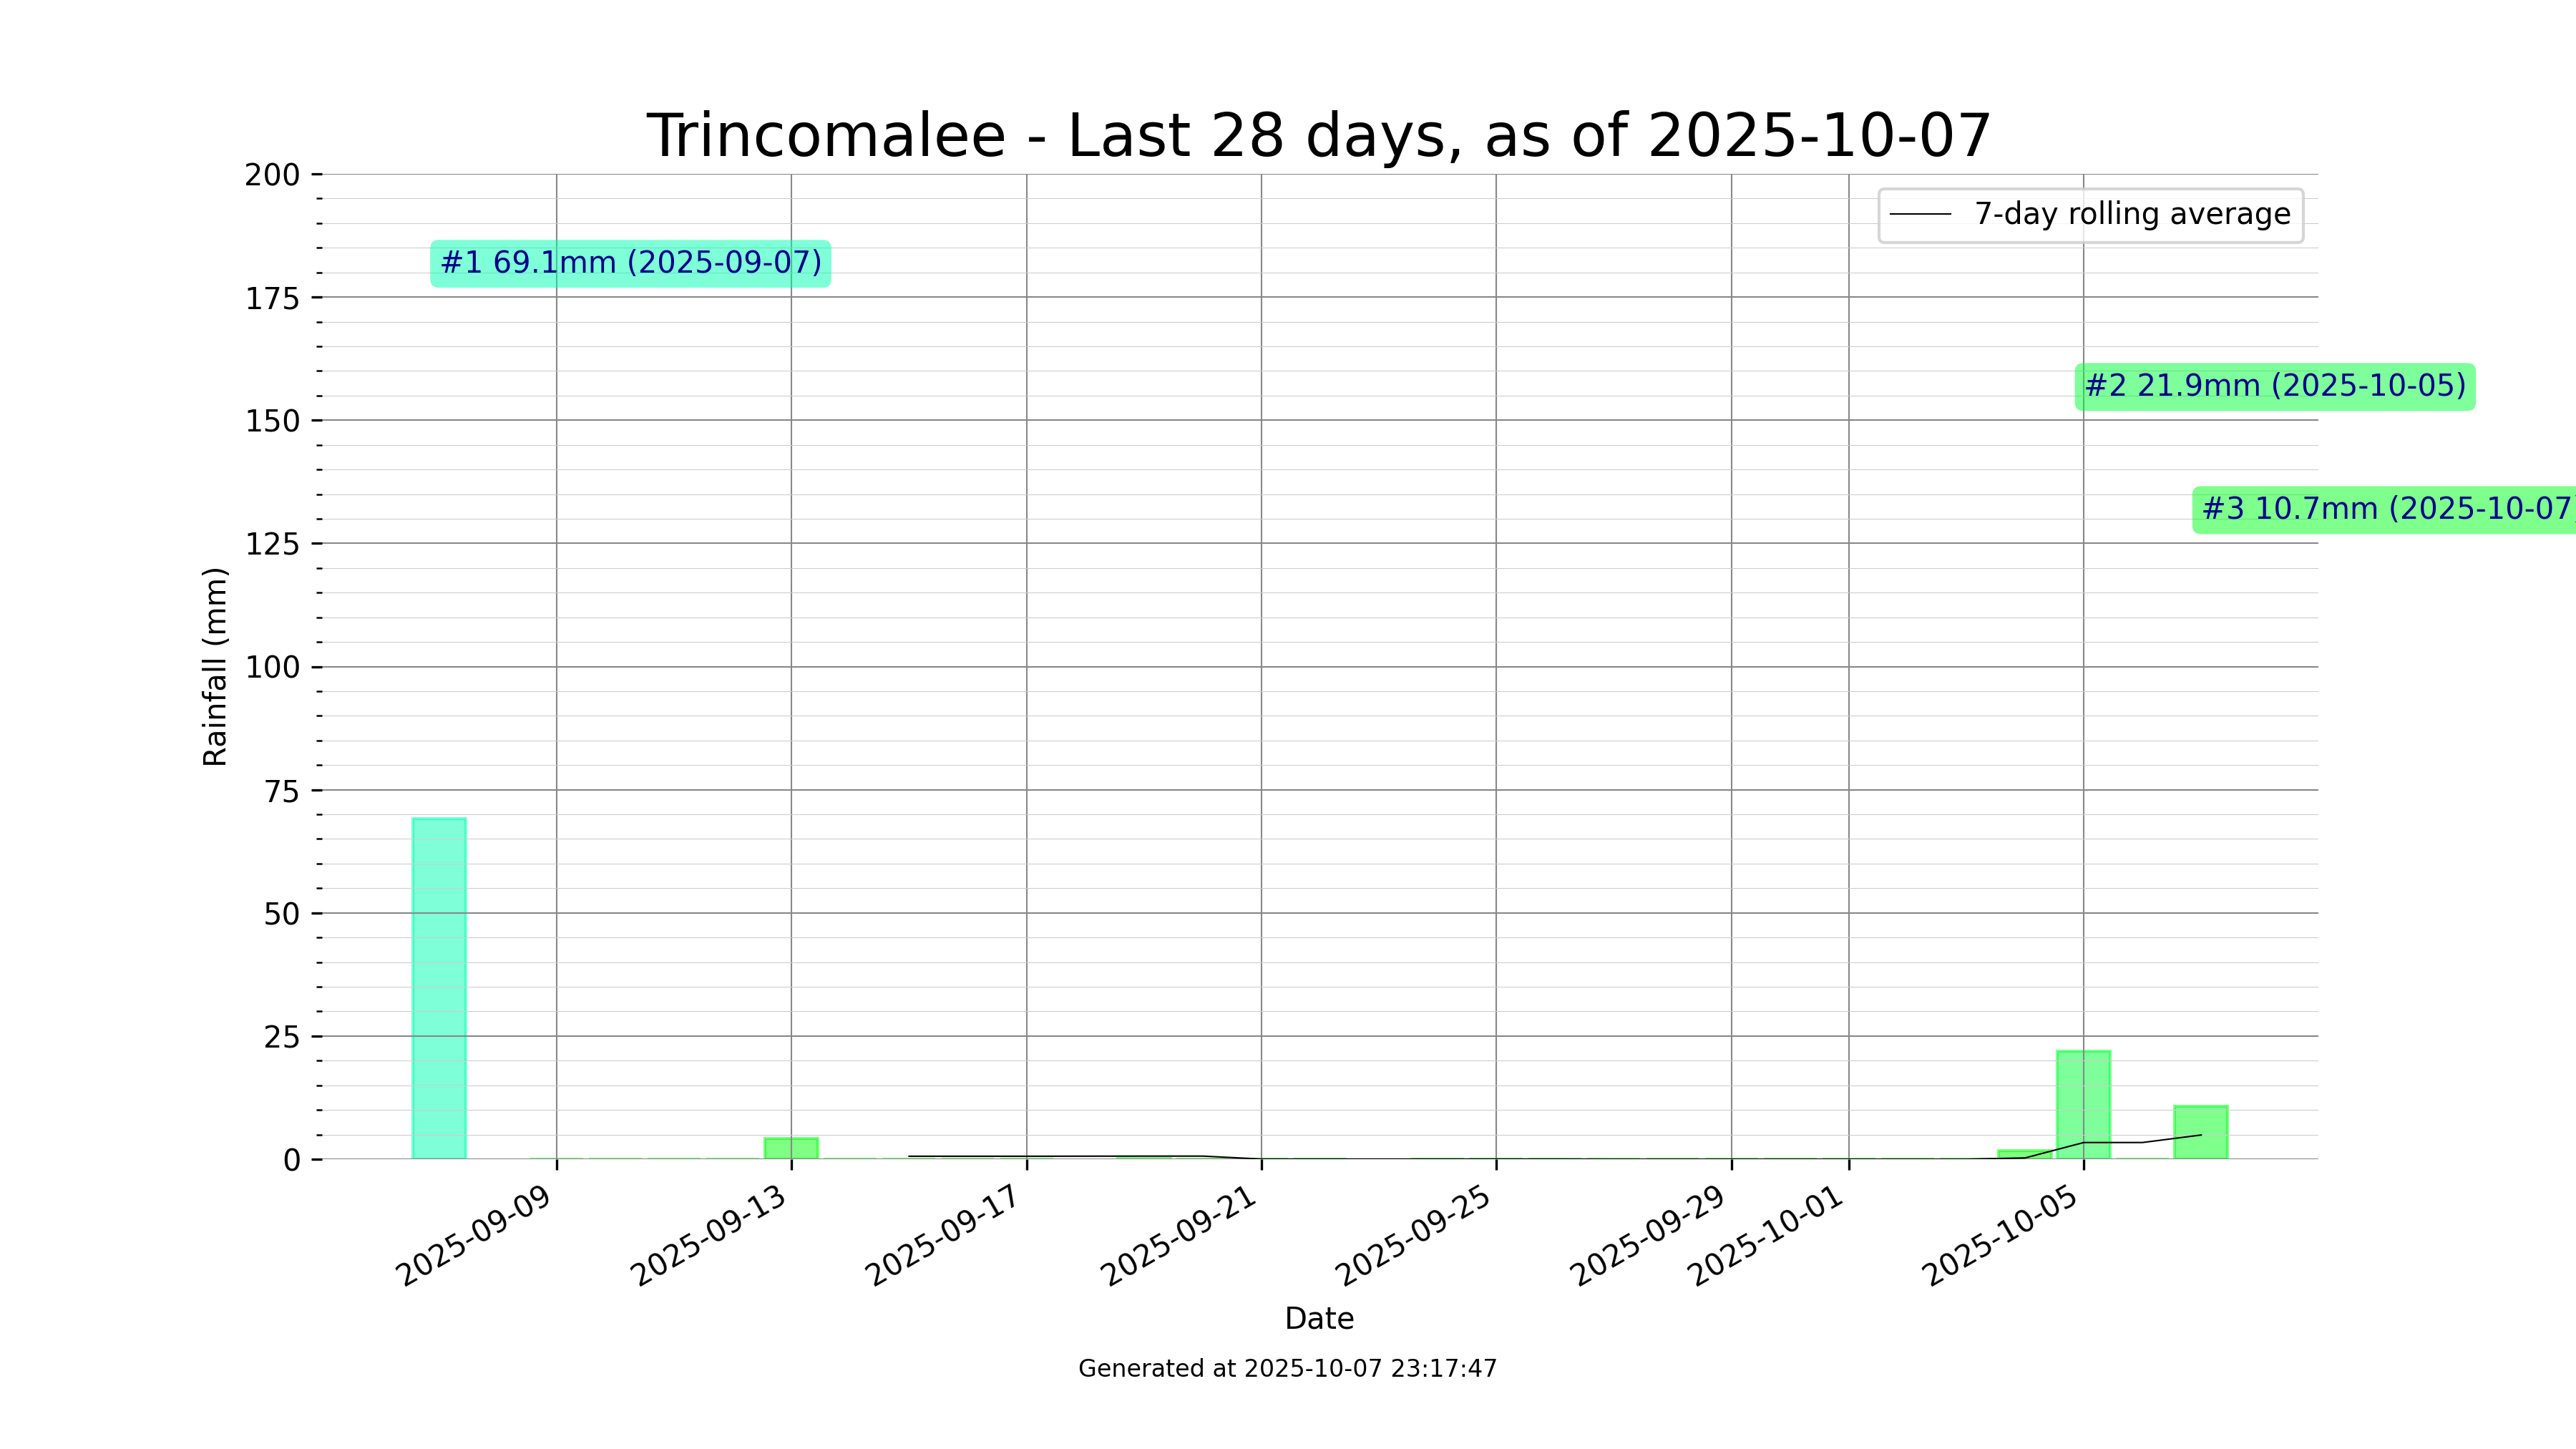 Trincomalee - Last 28 days, as of 2025-10-07
200
175
150
125
100
75
50
25
0
Rainfall (mm)
7-day rolling average
#1 69.1mm (2025-09-07)
#2 21.9mm (2025-10-05)
#3 10.7mm (2025-10-07
2025-09-09
2025-09-13
2025-09-17
2025-09-21
2025-09-25
2025-09-29
2025-10-01
2025-10-05
Date
Generated at 2025-10-07 23:17:47